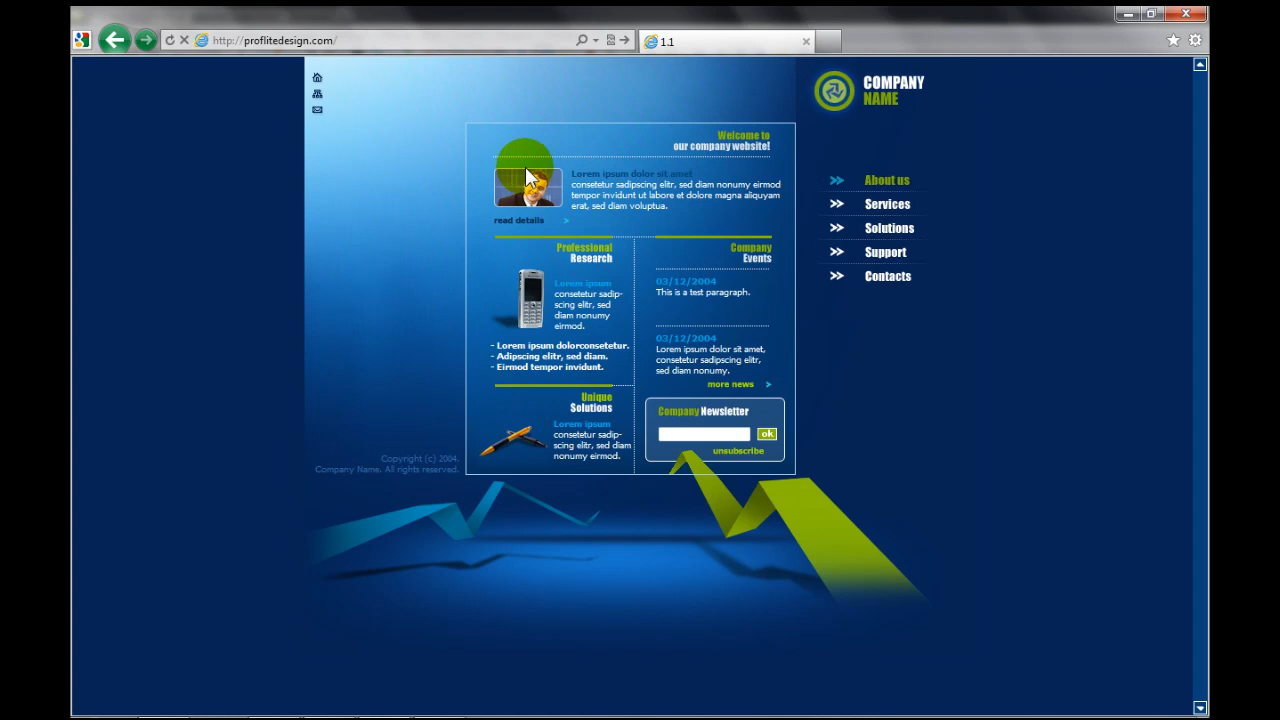 http://proflitedesign.com/
1.1
COMPANY
NAME
Welcome to
our company website!
Lorem ipsum dolor sit amet
consetetur sadipscing elitr, sed diam nonumy eirmod
tempor invidunt ut labore et dolore magna aliquyam
erat, sed diam voluptua.
read details >
About us
Services
Solutions
Support
Contacts
Professional
Research
Lorem ipsum
consetetur sadip-
scing elitr, sed
diam nonumy
eirmod.
- Lorem ipsum dolorconsetetur.
- Adipscing elitr, sed diam.
- Eirmod tempor invidunt.
Unique
Solutions
Lorem ipsum
consetetur sadip-
scing elitr, sed diam
nonumy eirmod.
Company
Events
03/12/2004
This is a test paragraph.
03/12/2004
Lorem ipsum dolor sit amet,
consetetur sadipscing elitr,
sed diam nonumy.
more news >
Company Newsletter
ok
unsubscribe
Copyright (c) 2004.
Company Name. All rights reserved.